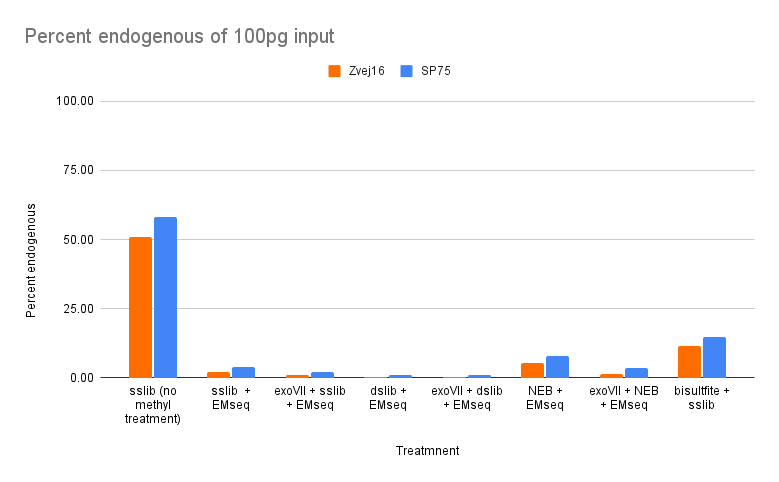 Percent endogenous of 100pg input
Zvej16
SP75
100.00
75.00
50.00
25.00
0.00
Percent endogenous
sslib (no
methyl
treatment)
sslib + 
EMseq
exoVII + sslib
+ EMseq
dslib +
EMseq
exoVII + dslib
+ EMseq
NEB +
EMseq
exoVII + NEB
+ EMseq
bisultfite +
sslib
Treatmnent